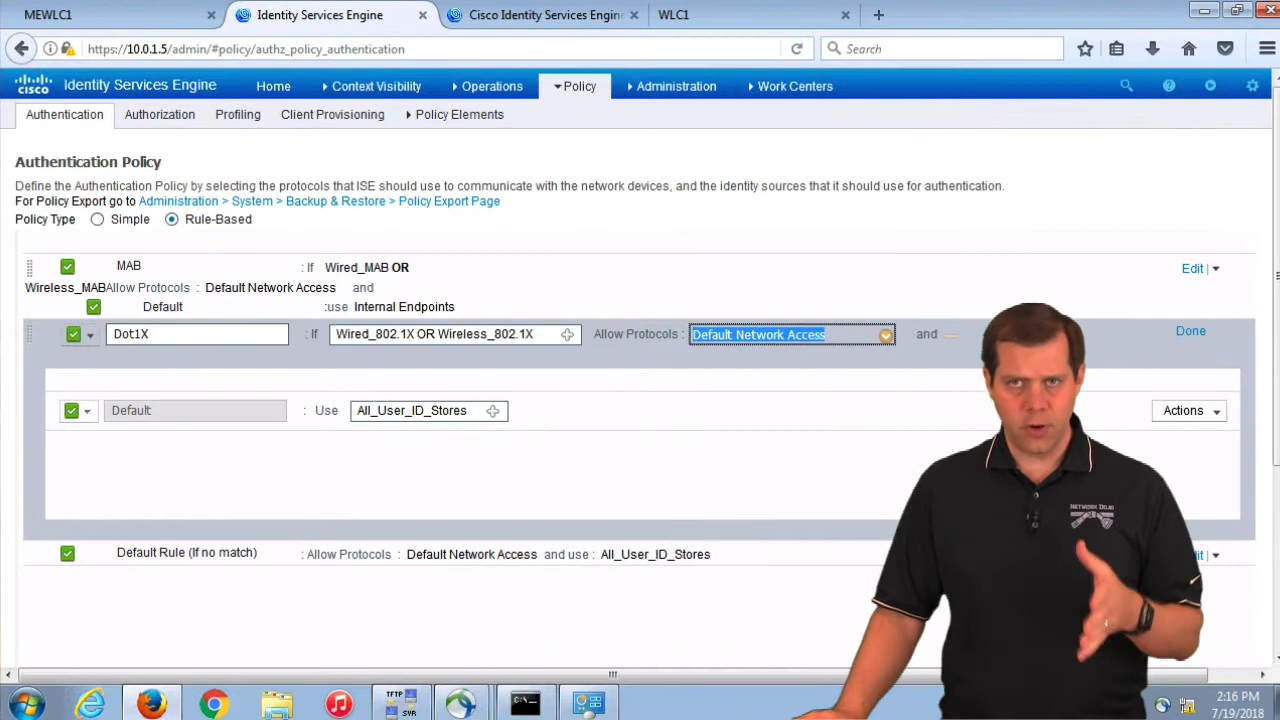 MEWLC1
Identity Services Engine
Cisco Identity Services Engin
WLC1
https://10.0.1.5/admin/#policy/authz_policy_authentication
Search
cisco
Identity Services Engine
Home
Context Visibility
Operations
Policy
Administration
Work Centers
Authentication
Authorization
Profiling
Client Provisioning
Policy Elements
Authentication Policy
Define the Authentication Policy by selecting the protocols that ISE should use to communicate with the network devices, and the identity sources that it should use for authentication.
For Policy Export go to Administration > System > Backup & Restore > Policy Export Page
Policy Type Simple Rule-Based
MAB : If Wired_MAB OR Edit
Wireless_MABAllow Protocols : Default Network Access and
Default :use Internal Endpoints
Dot1X : If Wired_802.1X OR Wireless_802.1X Allow Protocols : Default Network Access and Done
Default : Use All_User_ID_Stores Actions
Default Rule (If no match) : Allow Protocols : Default Network Access and use : All_User_ID_Stores
NETWORK DOJO
TFTP
SVR
C:\
2:16 PM
7/19/2018